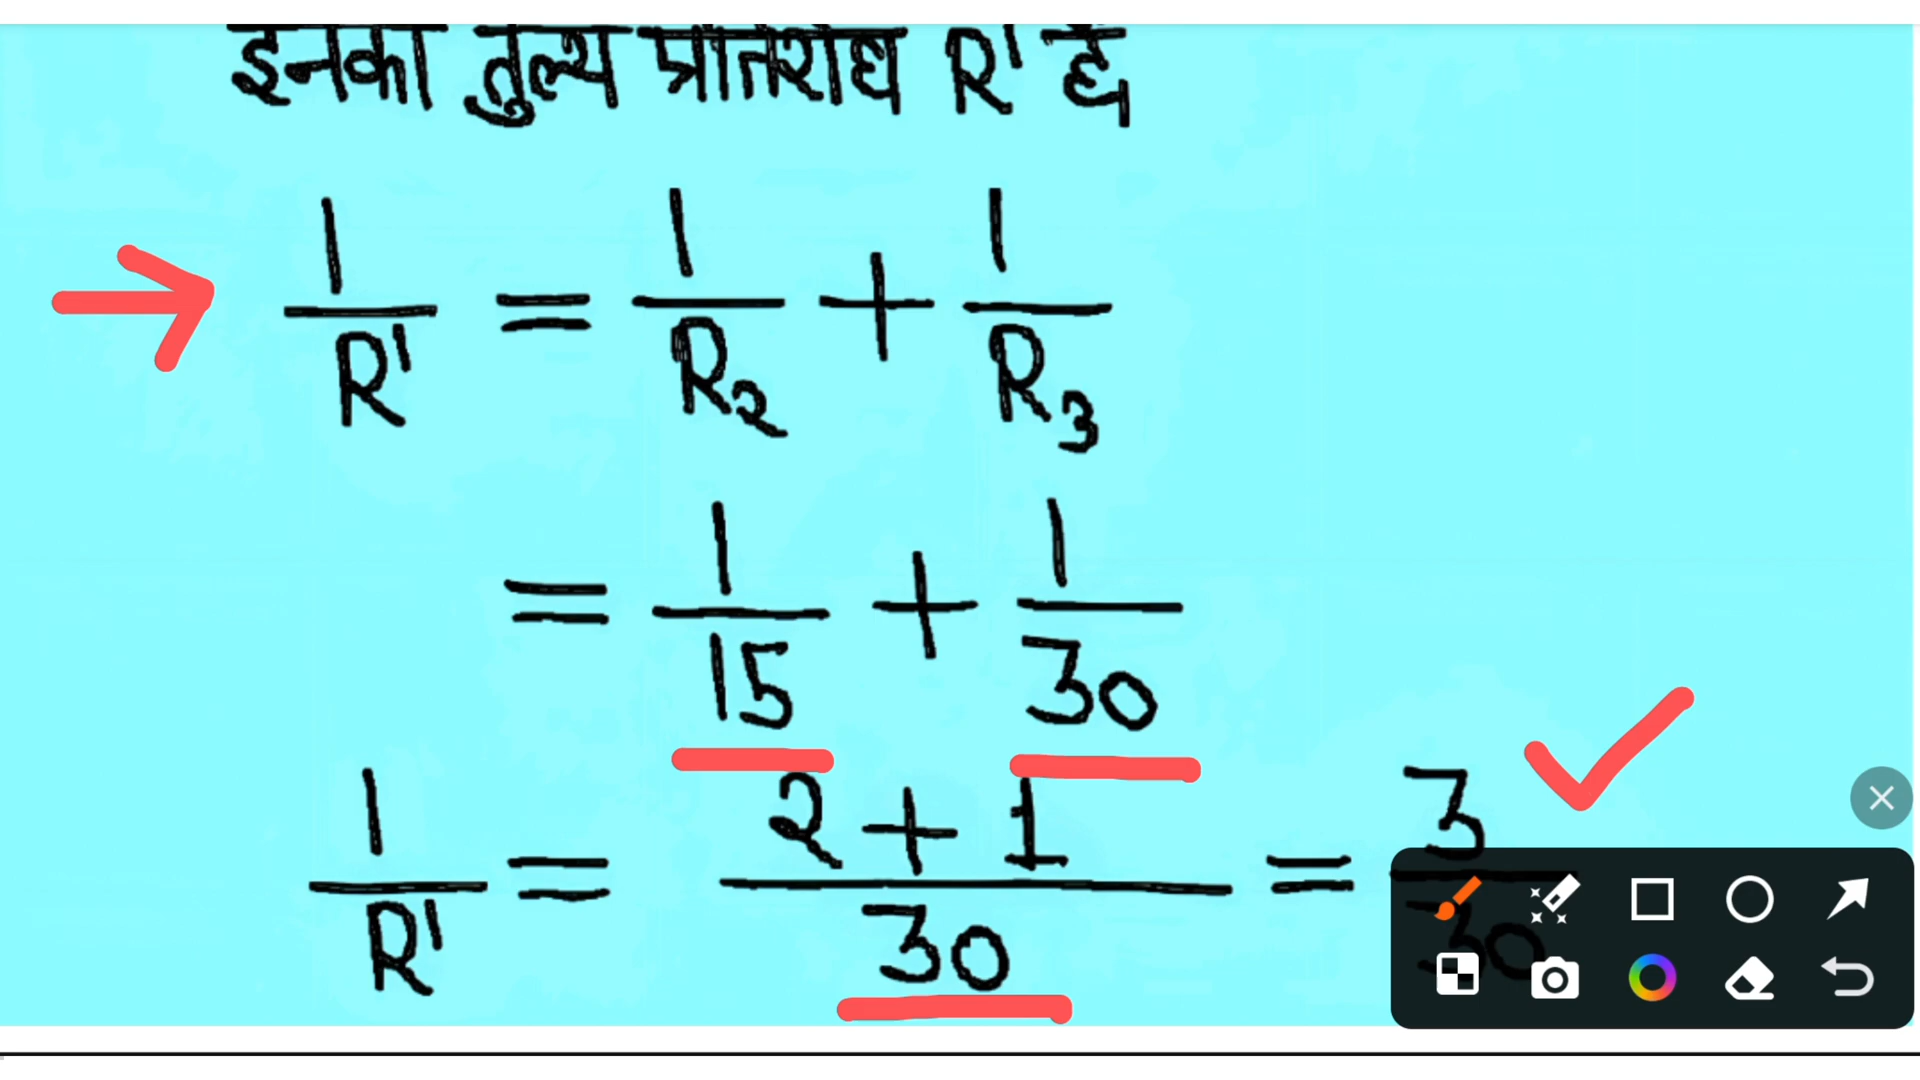 इनका तुल्य प्रतिरोध R' है
1/R' = 1/R₂ + 1/R₃
= 1/15 + 1/30
1/R' = (2 + 1)/30 = 3/30